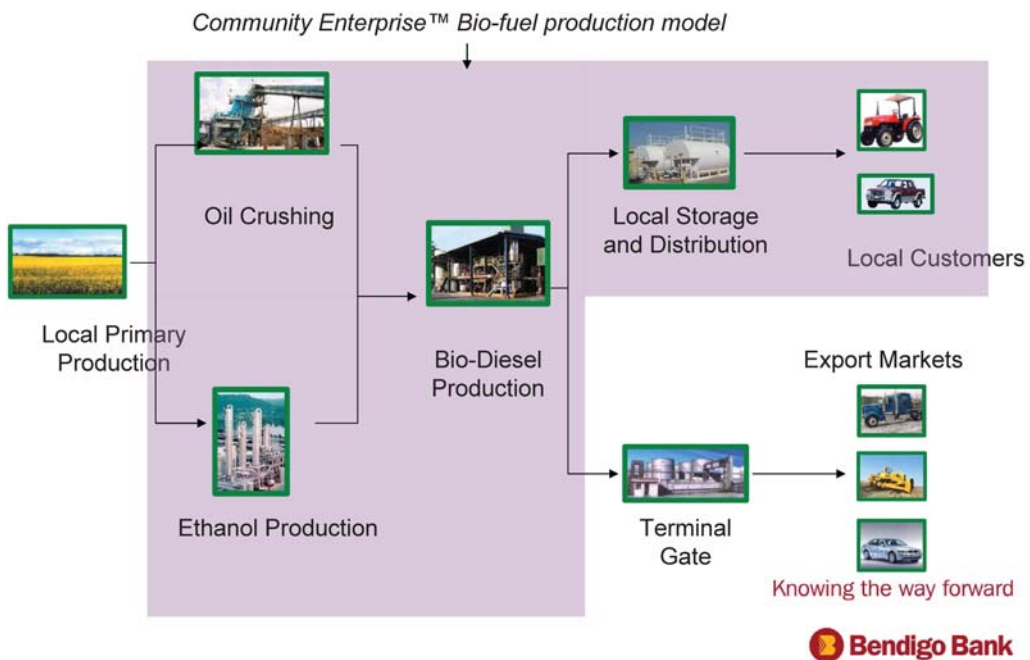 Community Enterprise™ Bio-fuel production model
Oil Crushing
Local Storage
and Distribution
Local Customers
Local Primary
Production
Bio-Diesel
Production
Export Markets
Ethanol Production
Terminal
Gate
Knowing the way forward
Bendigo Bank